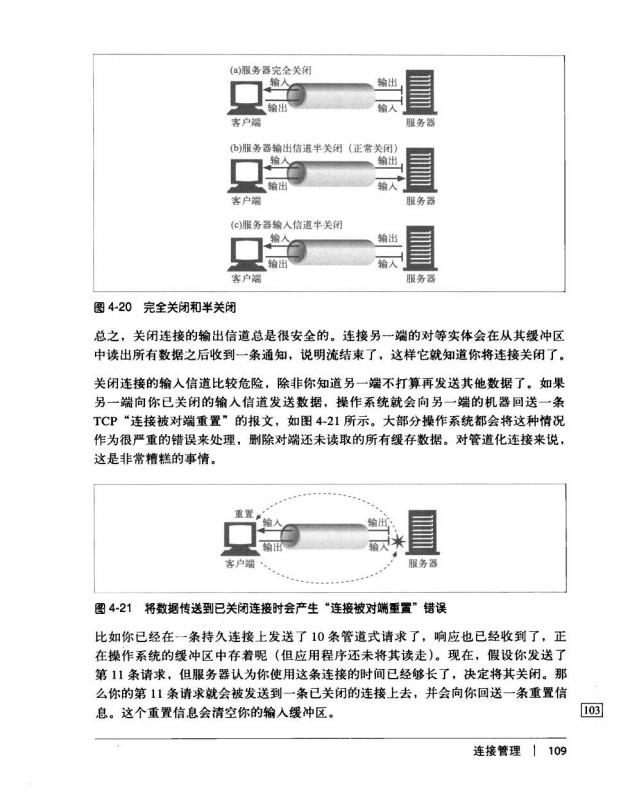 (a)服务器完全关闭
输入 输出
输出 输入
客户端 服务器
(b)服务器输出信道半关闭（正常关闭）
输入 输出
输出 输入
客户端 服务器
(c)服务器输入信道半关闭
输入 输出
输出 输入
客户端 服务器
图 4-20 完全关闭和半关闭
总之，关闭连接的输出信道总是很安全的。连接另一端的对等实体会在从其缓冲区
中读出所有数据之后收到一条通知，说明流结束了，这样它就知道你将连接关闭了。
关闭连接的输入信道比较危险，除非你知道另一端不打算再发送其他数据了。如果
另一端向你已关闭的输入信道发送数据，操作系统就会向另一端的机器回送一条
TCP“连接被对端重置”的报文，如图 4-21 所示。大部分操作系统都会将这种情况
作为很严重的错误来处理，删除对端还未读取的所有缓存数据。对管道化连接来说，
这是非常糟糕的事情。
重置
输入 输出
输出 输入
客户端 服务器
图 4-21 将数据传送到已关闭连接时会产生“连接被对端重置”错误
比如你已经在一条持久连接上发送了 10 条管道式请求了，响应也已经收到了，正
在操作系统的缓冲区中存着呢（但应用程序还未将其读走）。现在，假设你发送了
第 11 条请求，但服务器认为你使用这条连接的时间已经够长了，决定将其关闭。那
么你的第 11 条请求就会被发送到一条已关闭的连接上去，并会向你回送一条重置信
息。这个重置信息会清空你的输入缓冲区。
103
连接管理 | 109